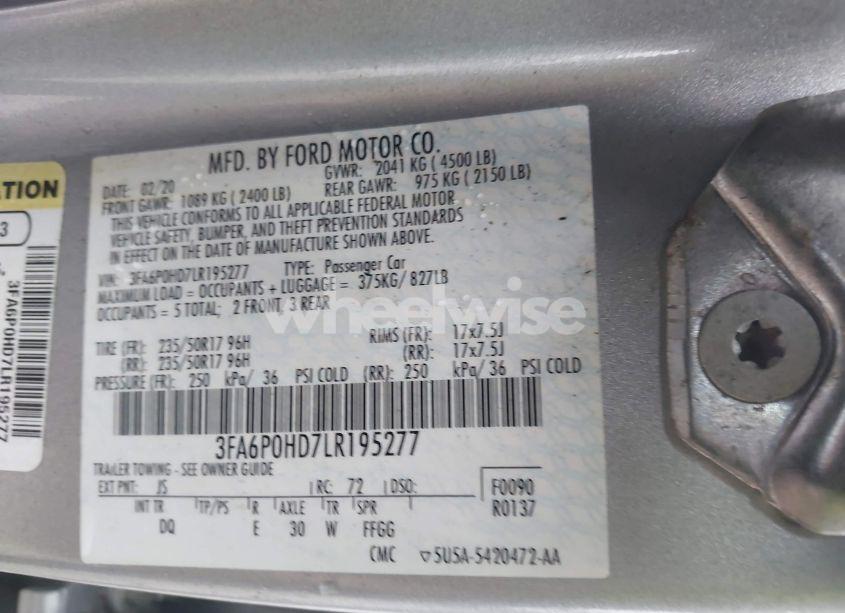 ATION
3
3FA6P0HD7LR195277
MFD. BY FORD MOTOR CO.
DATE: 02/20 GVWR: 2041 KG ( 4500 LB)
FRONT GAWR: 1089 KG ( 2400 LB) REAR GAWR: 975 KG ( 2150 LB)
THIS VEHICLE CONFORMS TO ALL APPLICABLE FEDERAL MOTOR
VEHICLE SAFETY, BUMPER, AND THEFT PREVENTION STANDARDS
IN EFFECT ON THE DATE OF MANUFACTURE SHOWN ABOVE.
VIN: 3FA6P0HD7LR195277 TYPE: Passenger Car
MAXIMUM LOAD = OCCUPANTS + LUGGAGE = 375KG/ 827LB
OCCUPANTS = 5 TOTAL; 2 FRONT, 3 REAR
wheelwise
TIRE (FR): 235/50R17 96H RIMS (FR): 17x7.5J
(RR): 235/50R17 96H (RR): 17x7.5J
PRESSURE (FR): 250 kPa/ 36 PSI COLD (RR): 250 kPa/ 36 PSI COLD
3FA6P0HD7LR195277
TRAILER TOWING - SEE OWNER GUIDE
EXT PNT: JS RC: 72 DSO: F0090
INT TR TP/PS R AXLE TR SPR R0137
DQ E 30 W FFGG
CMC 5U5A-5420472-AA